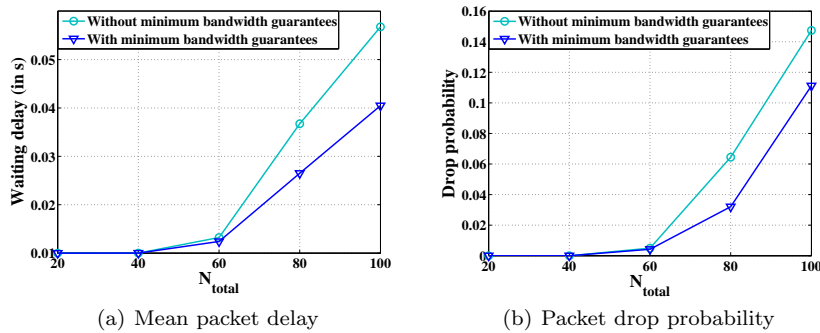 Without minimum bandwidth guarantees
With minimum bandwidth guarantees
Waiting delay (in s)
0.05
0.04
0.03
0.02
0.01
20 40 60 80 100
N_total
(a) Mean packet delay
Without minimum bandwidth guarantees
With minimum bandwidth guarantees
Drop probability
0.16
0.14
0.12
0.1
0.08
0.06
0.04
0.02
0
20 40 60 80 100
N_total
(b) Packet drop probability